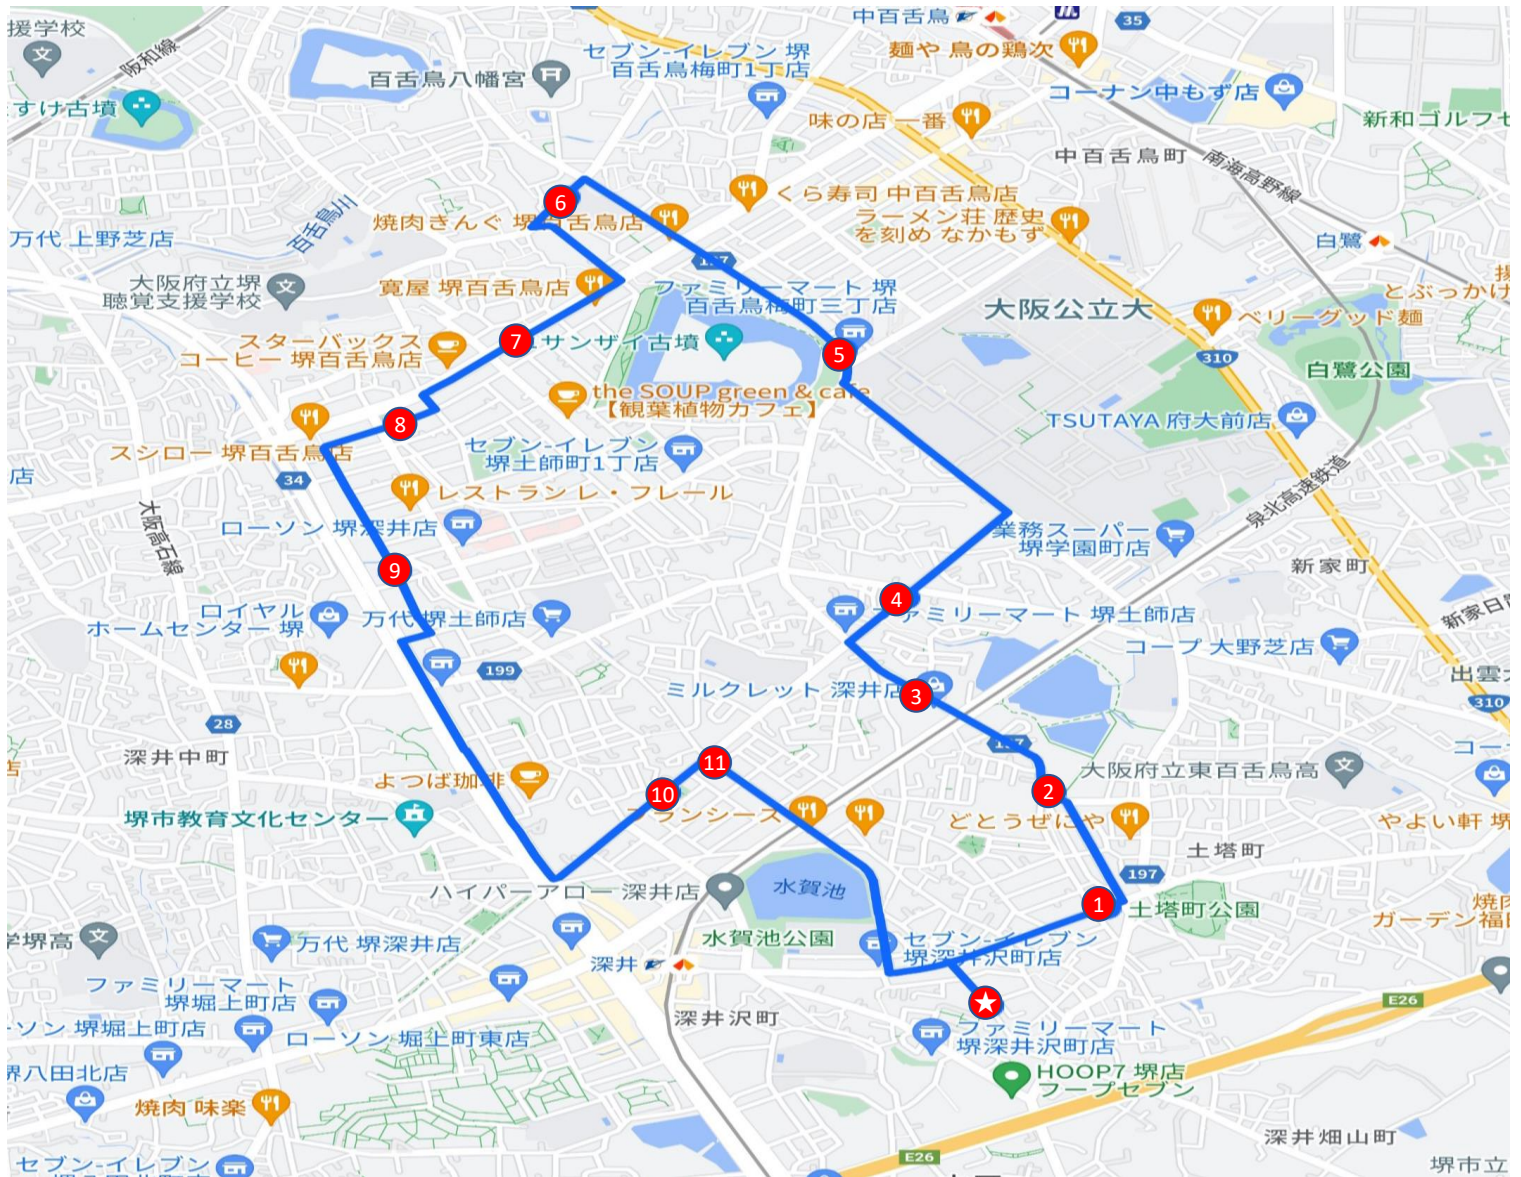 援学校
阪和線
すけ古墳
百舌鳥八幡宮
セブン-イレブン 堺
百舌鳥梅町1丁店
中百舌鳥
35
麺や 鳥の鶏次
コーナン中もず店
味の店 一番
新和ゴルフセ
中百舌鳥町
南海高野線
6
くら寿司 中百舌鳥店
焼肉きんぐ 堺百舌鳥店
ラーメン荘 歴史
を刻め なかもず
百舌鳥川
万代 上野芝店
白鷺
大阪府立堺
聴覚支援学校
寛屋 堺百舌鳥店
ファミリーマート 堺
百舌鳥梅町三丁店
大阪公立大
とぶっかけ
ベリーグッド麺
310
白鷺公園
スターバックス
コーヒー 堺百舌鳥店
7
サンザイ古墳
5
the SOUP green & cafe
【観葉植物カフェ】
TSUTAYA 府大前店
8
スシロー 堺百舌鳥店
セブン-イレブン
堺土師町1丁店
店
34
レストラン レ・フレール
大阪高石線
ローソン 堺深井店
泉北高速鉄道
業務スーパー
堺学園町店
新家町
9
4
ロイヤル
ホームセンター 堺
万代 堺土師店
ファミリーマート 堺土師店
新家日
コープ 大野芝店
199
ミルクレット 深井店
3
出雲
310
28
深井中町
11
コー
大阪府立東百舌鳥高
よつば珈琲
10
2
ランシーズ
どとうぜにや
堺市教育文化センター
やよい軒 堺
土塔町
197
ハイパーアロー 深井店
水賀池
1
土塔町公園
焼肉
ガーデン福田
学堺高
万代 堺深井店
水賀池公園
セブン-イレブン
堺深井沢町店
深井
ファミリーマート
堺堀上町店
E26
深井沢町
ーソン 堺堀上町店
ローソン 堀上町東店
ファミリーマート
堺深井沢町店
堺八田北店
HOOP7 堺店
フープセブン
焼肉 味楽
深井畑山町
E26
セブン-イレブン
堺市立